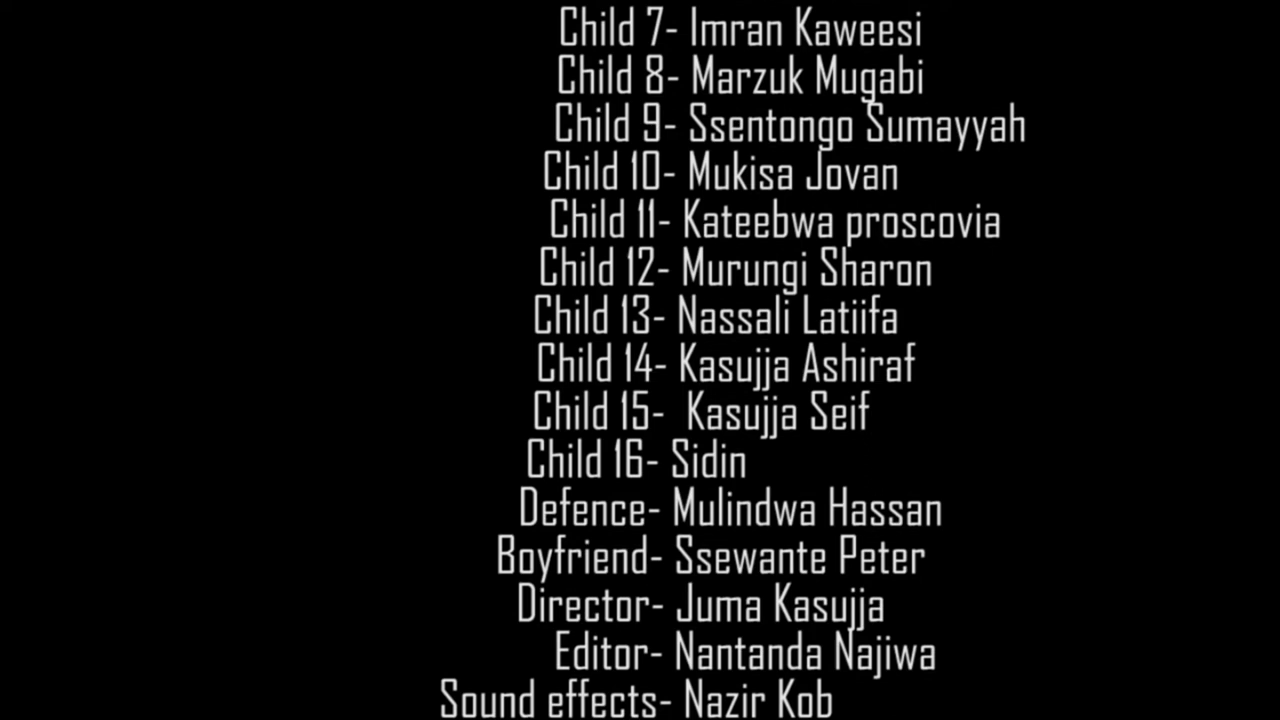 Child 7- Imran Kaweesi
Child 8- Marzuk Mugabi
Child 9- Ssentongo Sumayyah
Child 10- Mukisa Jovan
Child 11- Kateebwa proscovia
Child 12- Murungi Sharon
Child 13- Nassali Latiifa
Child 14- Kasujja Ashiraf
Child 15- Kasujja Seif
Child 16- Sidin
Defence- Mulindwa Hassan
Boyfriend- Ssewante Peter
Director- Juma Kasujja
Editor- Nantanda Najiwa
Sound effects- Nazir Kob